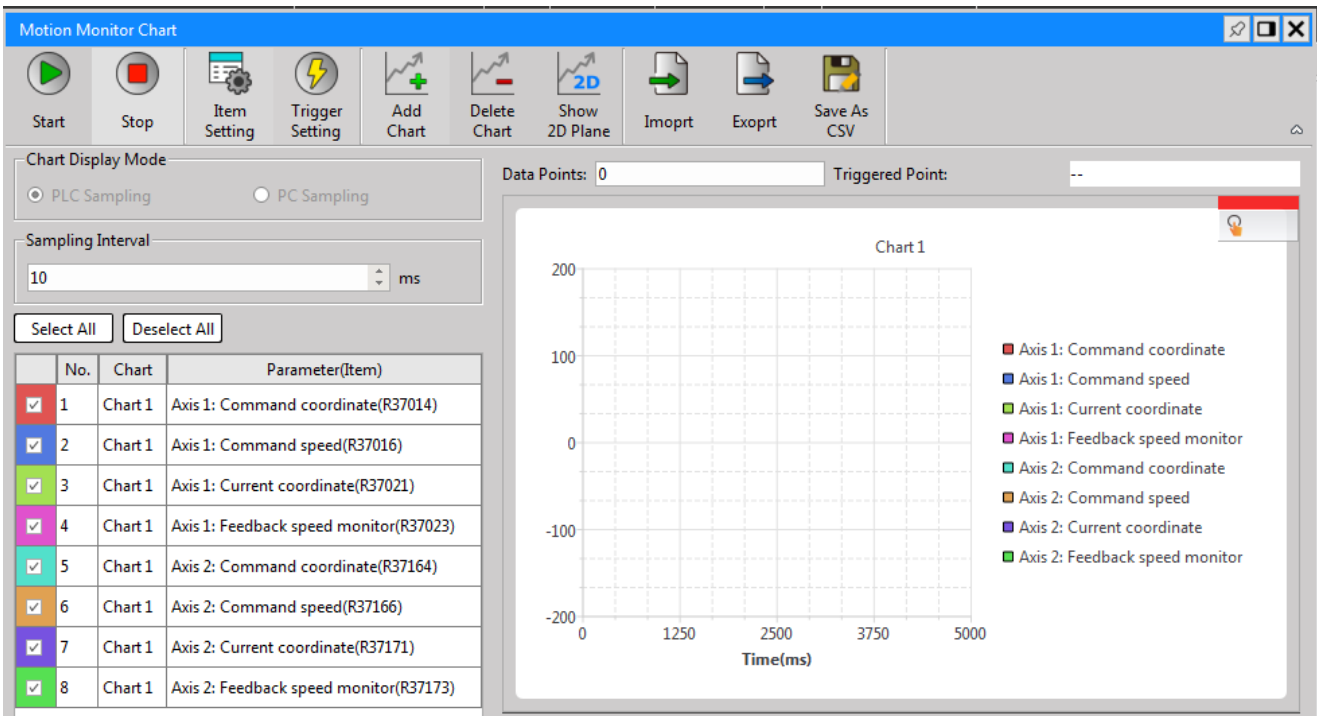 Motion Monitor Chart
Start
Stop
Item
Setting
Trigger
Setting
Add
Chart
Delete
Chart
2D
Show
2D Plane
Imoprt
Exoprt
Save As
CSV
Chart Display Mode
PLC Sampling
PC Sampling
Sampling Interval
10
ms
Select All
Deselect All
No.
Chart
Parameter(Item)
1
Chart 1
Axis 1: Command coordinate(R37014)
2
Chart 1
Axis 1: Command speed(R37016)
3
Chart 1
Axis 1: Current coordinate(R37021)
4
Chart 1
Axis 1: Feedback speed monitor(R37023)
5
Chart 1
Axis 2: Command coordinate(R37164)
6
Chart 1
Axis 2: Command speed(R37166)
7
Chart 1
Axis 2: Current coordinate(R37171)
8
Chart 1
Axis 2: Feedback speed monitor(R37173)
Data Points:
0
Triggered Point:
--
Chart 1
200
100
0
-100
-200
0
1250
2500
3750
5000
Time(ms)
Axis 1: Command coordinate
Axis 1: Command speed
Axis 1: Current coordinate
Axis 1: Feedback speed monitor
Axis 2: Command coordinate
Axis 2: Command speed
Axis 2: Current coordinate
Axis 2: Feedback speed monitor